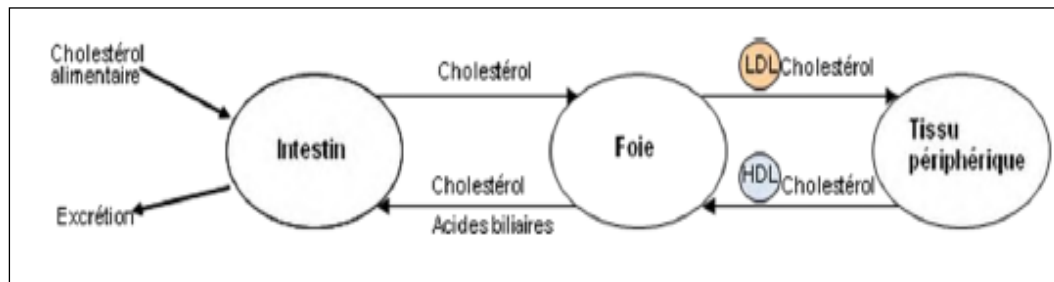 Cholestérol
alimentaire
Cholestérol
LDL Cholestérol
Intestin
Foie
Tissu
périphérique
Cholestérol
HDL Cholestérol
Excrétion
Acides biliaires